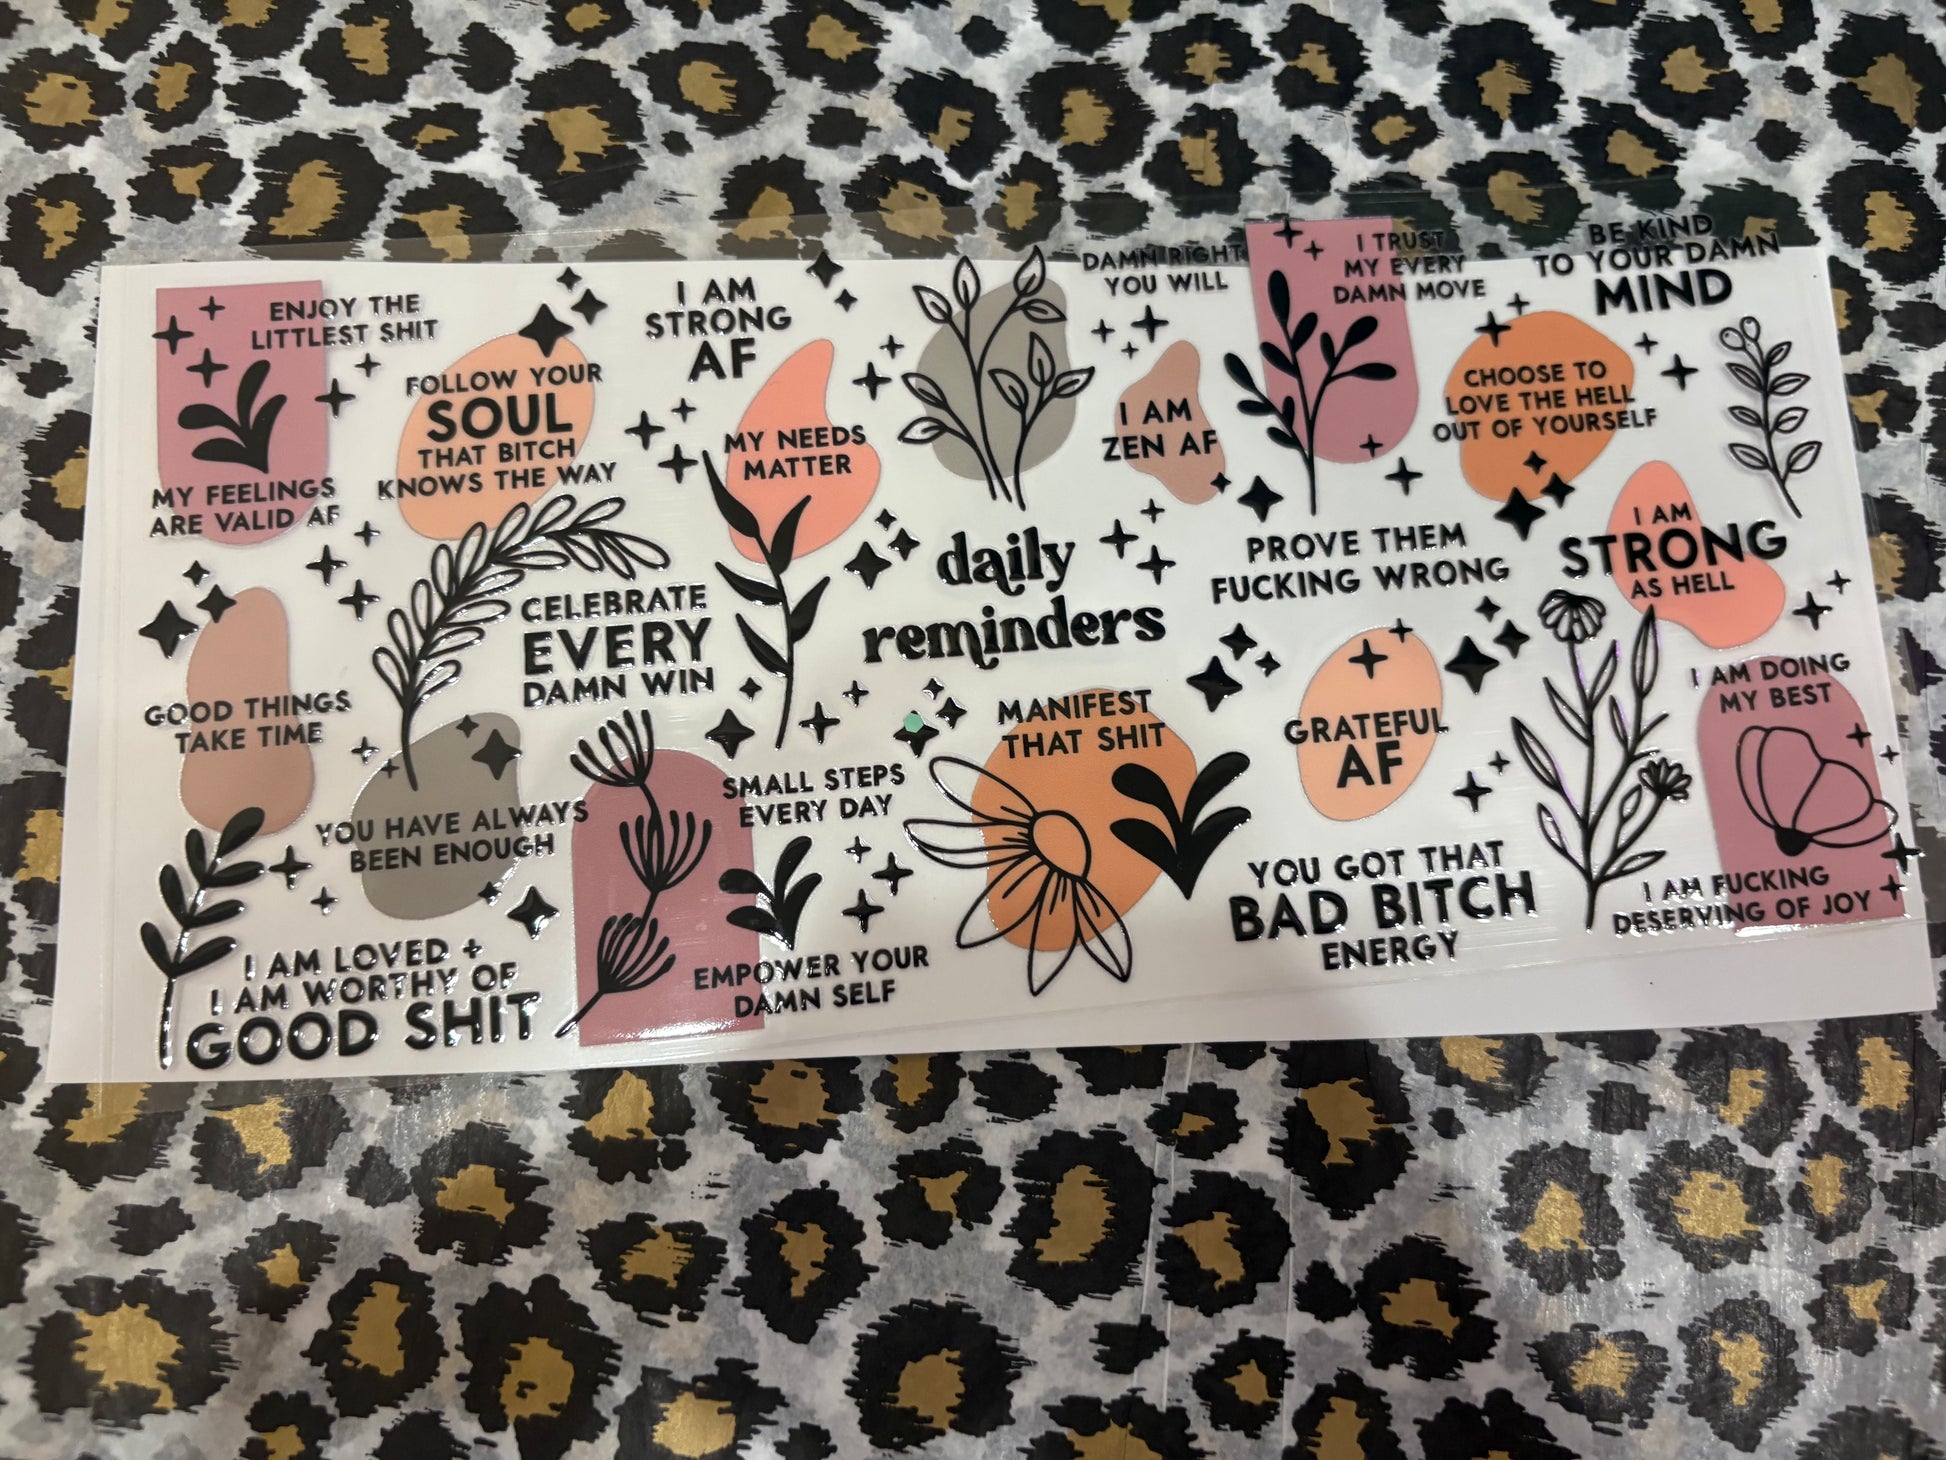 ENJOY THE
LITTLEST SHIT
MY FEELINGS
ARE VALID AF
FOLLOW YOUR
SOUL
THAT BITCH
KNOWS THE WAY
I AM
STRONG
AF
MY NEEDS
MATTER
DAMN RIGHT
YOU WILL
I AM
ZEN AF
I TRUST
MY EVERY
DAMN MOVE
BE KIND
TO YOUR DAMN
MIND
CHOOSE TO
LOVE THE HELL
OUT OF YOURSELF
GOOD THINGS
TAKE TIME
CELEBRATE
EVERY
DAMN WIN
daily
reminders
PROVE THEM
FUCKING WRONG
I AM
STRONG
AS HELL
YOU HAVE ALWAYS
BEEN ENOUGH
SMALL STEPS
EVERY DAY
MANIFEST
THAT SHIT
GRATEFUL
AF
I AM DOING
MY BEST
I AM LOVED +
I AM WORTHY OF
GOOD SHIT
EMPOWER YOUR
DAMN SELF
YOU GOT THAT
BAD BITCH
ENERGY
I AM FUCKING
DESERVING OF JOY